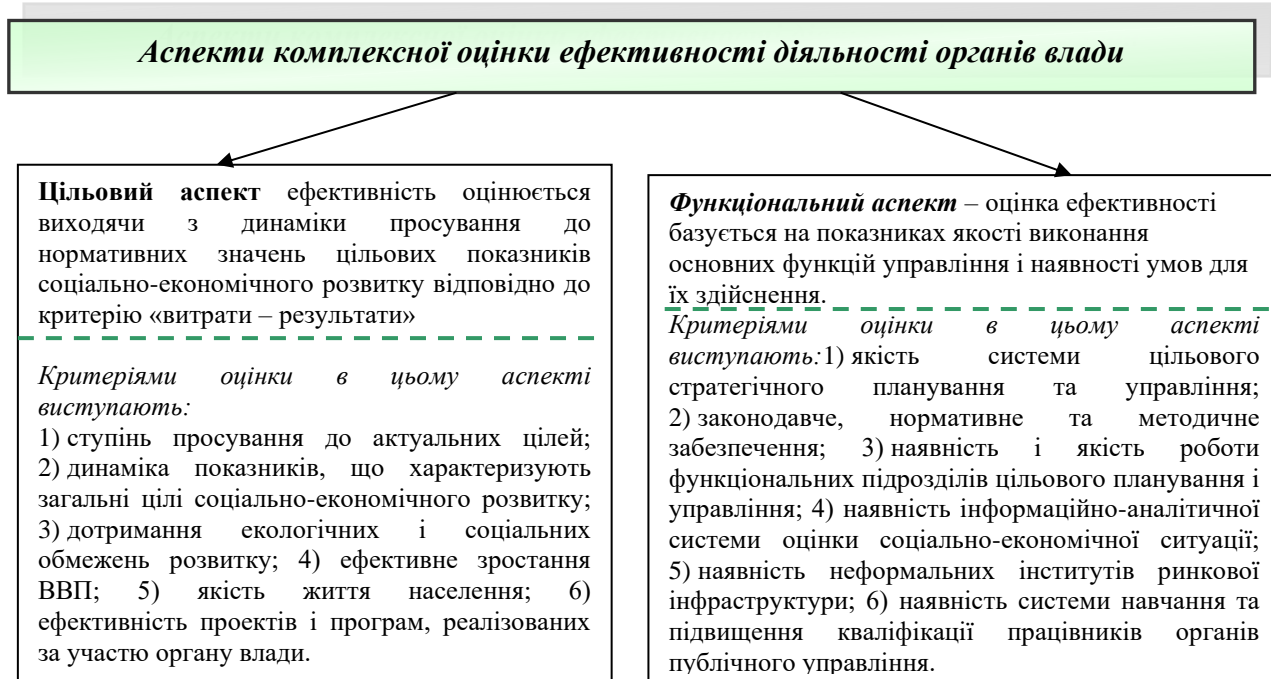 Аспекти комплексної оцінки ефективності діяльності органів влади
Цільовий аспект ефективність оцінюється
виходячи з динаміки просування до
нормативних значень цільових показників
соціально-економічного розвитку відповідно до
критерію «витрати – результати»
Критеріями оцінки в цьому аспекті
виступають:
1) ступінь просування до актуальних цілей;
2) динаміка показників, що характеризують
загальні цілі соціально-економічного розвитку;
3) дотримання екологічних і соціальних
обмежень розвитку; 4) ефективне зростання
ВВП; 5) якість життя населення; 6)
ефективність проектів і програм, реалізованих
за участю органу влади.
Функціональний аспект – оцінка ефективності
базується на показниках якості виконання
основних функцій управління і наявності умов для
їх здійснення.
Критеріями оцінки в цьому аспекті
виступають:1) якість системи цільового
стратегічного планування та управління;
2) законодавче, нормативне та методичне
забезпечення; 3) наявність і якість роботи
функціональних підрозділів цільового планування і
управління; 4) наявність інформаційно-аналітичної
системи оцінки соціально-економічної ситуації;
5) наявність неформальних інститутів ринкової
інфраструктури; 6) наявність системи навчання та
підвищення кваліфікації працівників органів
публічного управління.